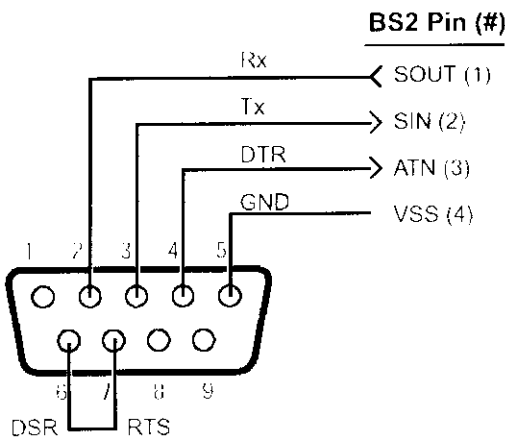 BS2 Pin (#)
Rx SOUT (1)
Tx SIN (2)
DTR ATN (3)
GND VSS (4)
1 2 3 4 5
6 7 8 9
DSR RTS